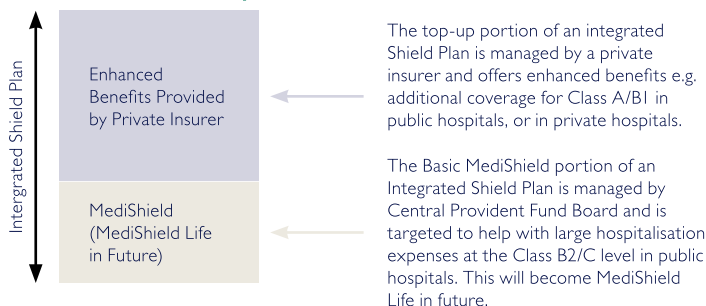 Intergrated Shield Plan
Enhanced
Benefits Provided
by Private Insurer
The top-up portion of an integrated
Shield Plan is managed by a private
insurer and offers enhanced benefits e.g.
additional coverage for Class A/B1 in
public hospitals, or in private hospitals.
MediShield
(MediShield Life
in Future)
The Basic MediShield portion of an
Integrated Shield Plan is managed by
Central Provident Fund Board and is
targeted to help with large hospitalisation
expenses at the Class B2/C level in public
hospitals. This will become MediShield
Life in future.